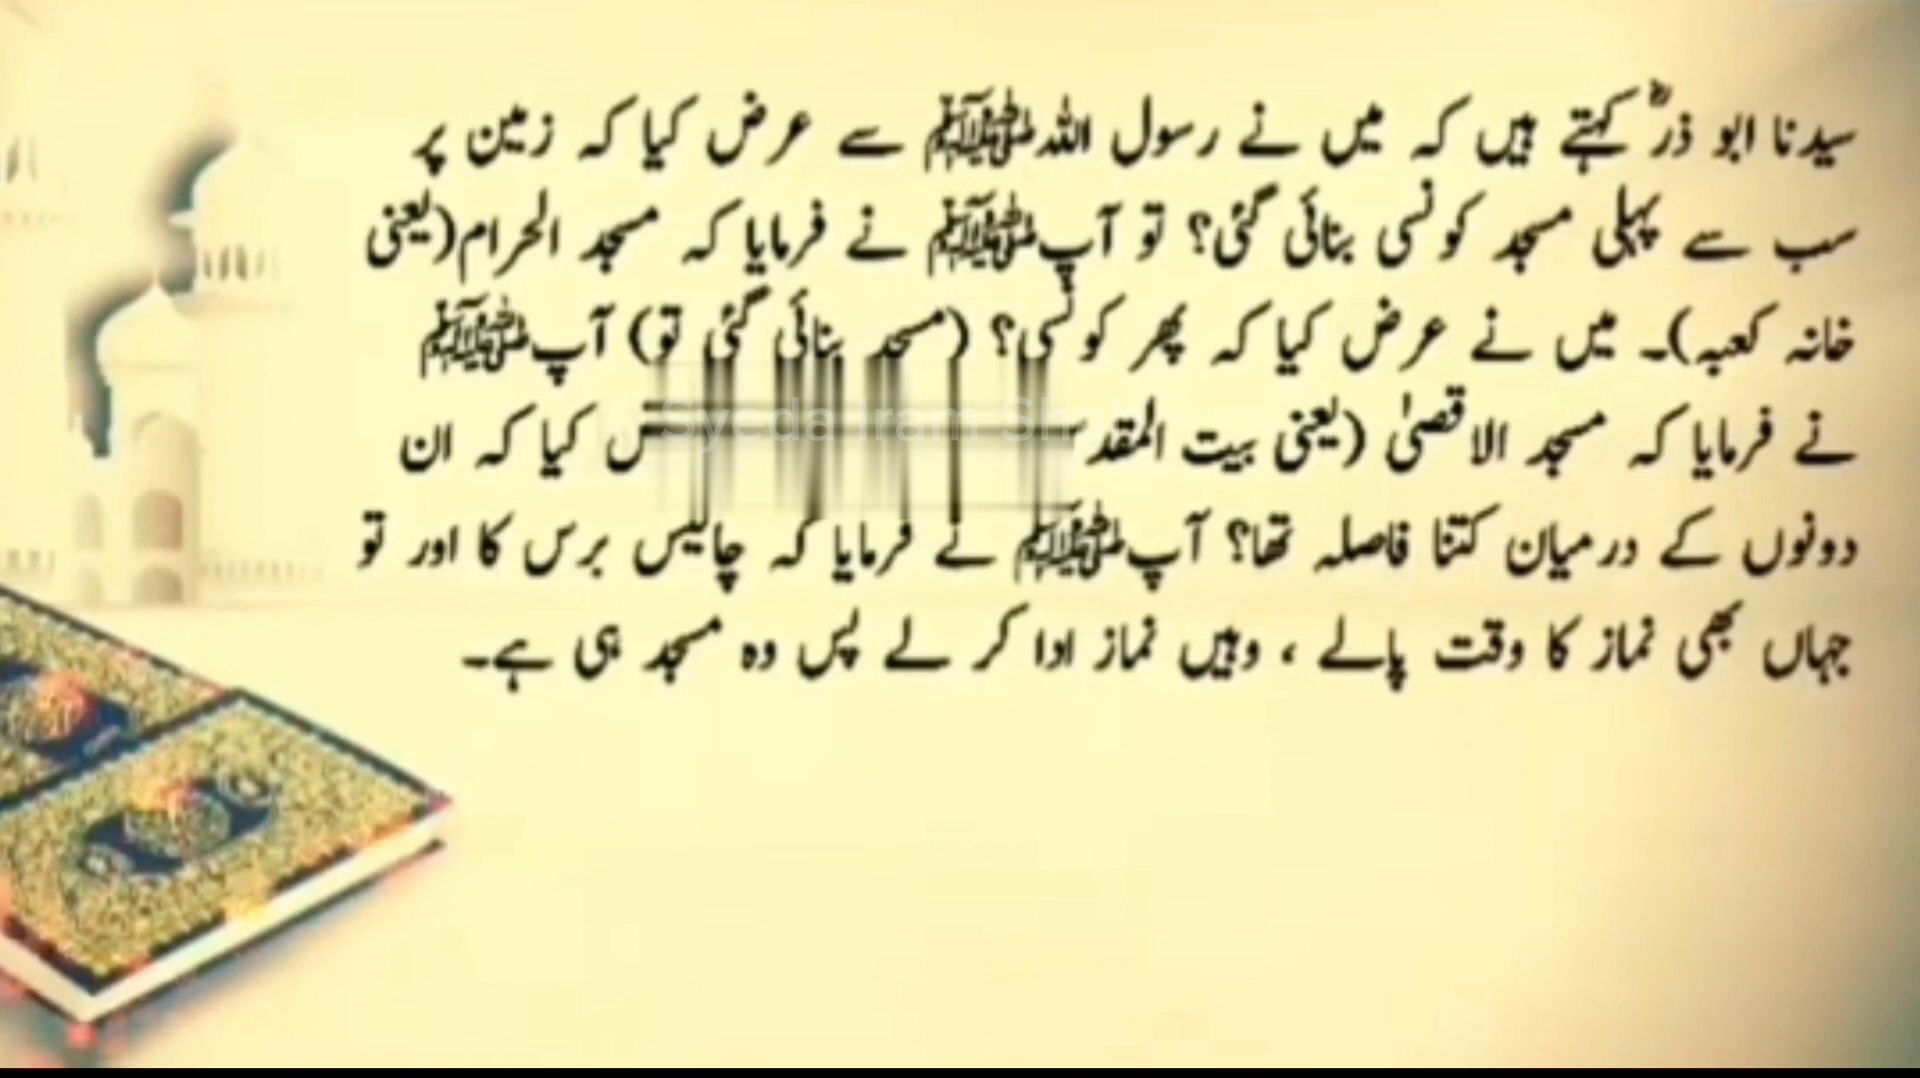 سیدنا ابو ذرؓ کہتے ہیں کہ میں نے رسول اللہ ﷺ سے عرض کیا کہ زمین پر
سب سے پہلی مسجد کونسی بنائی گئی؟ تو آپ ﷺ نے فرمایا کہ مسجد الحرام(یعنی
خانہ کعبہ)۔ میں نے عرض کیا کہ پھر کونسی؟ (مسجد بنائی گئی تو) آپ ﷺ
نے فرمایا کہ مسجد الاقصیٰ (یعنی بیت کیا کہ ان
دونوں کے درمیان کتنا فاصلہ تھا؟ آپ ﷺ نے فرمایا کہ چالیس برس کا اور تو
جہاں بھی نماز کا وقت پالے ، وہیں نماز ادا کر لے پس وہ مسجد ہی ہے۔
Syeda Iram